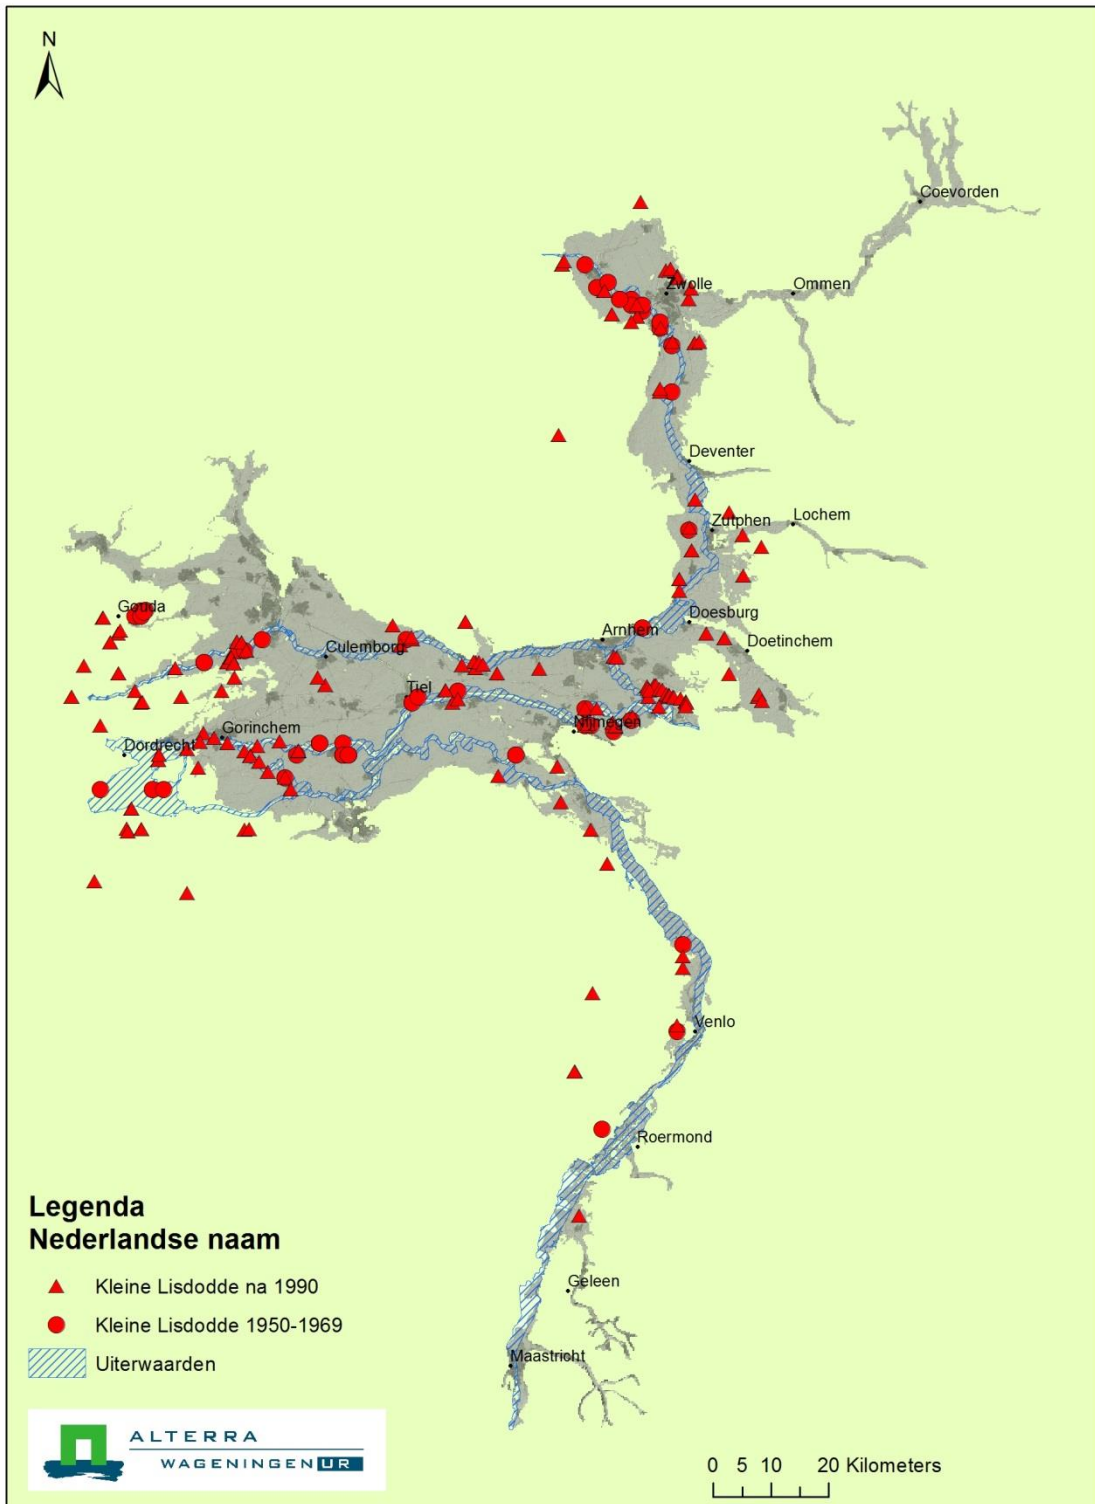 N
Coevorden
Zwolle
Ommen
Deventer
Zutphen
Lochem
Gouda
Doesburg
Arnhem
Doetinchem
Culemborg
Tiel
Nijmegen
Gorinchem
Dordrecht
Venlo
Roermond
Geleen
Maastricht
Legenda
Nederlandse naam
Kleine Lisdodde na 1990
Kleine Lisdodde 1950-1969
Uiterwaarden
ALTERRA
WAGENINGEN UR
0 5 10 20 Kilometers